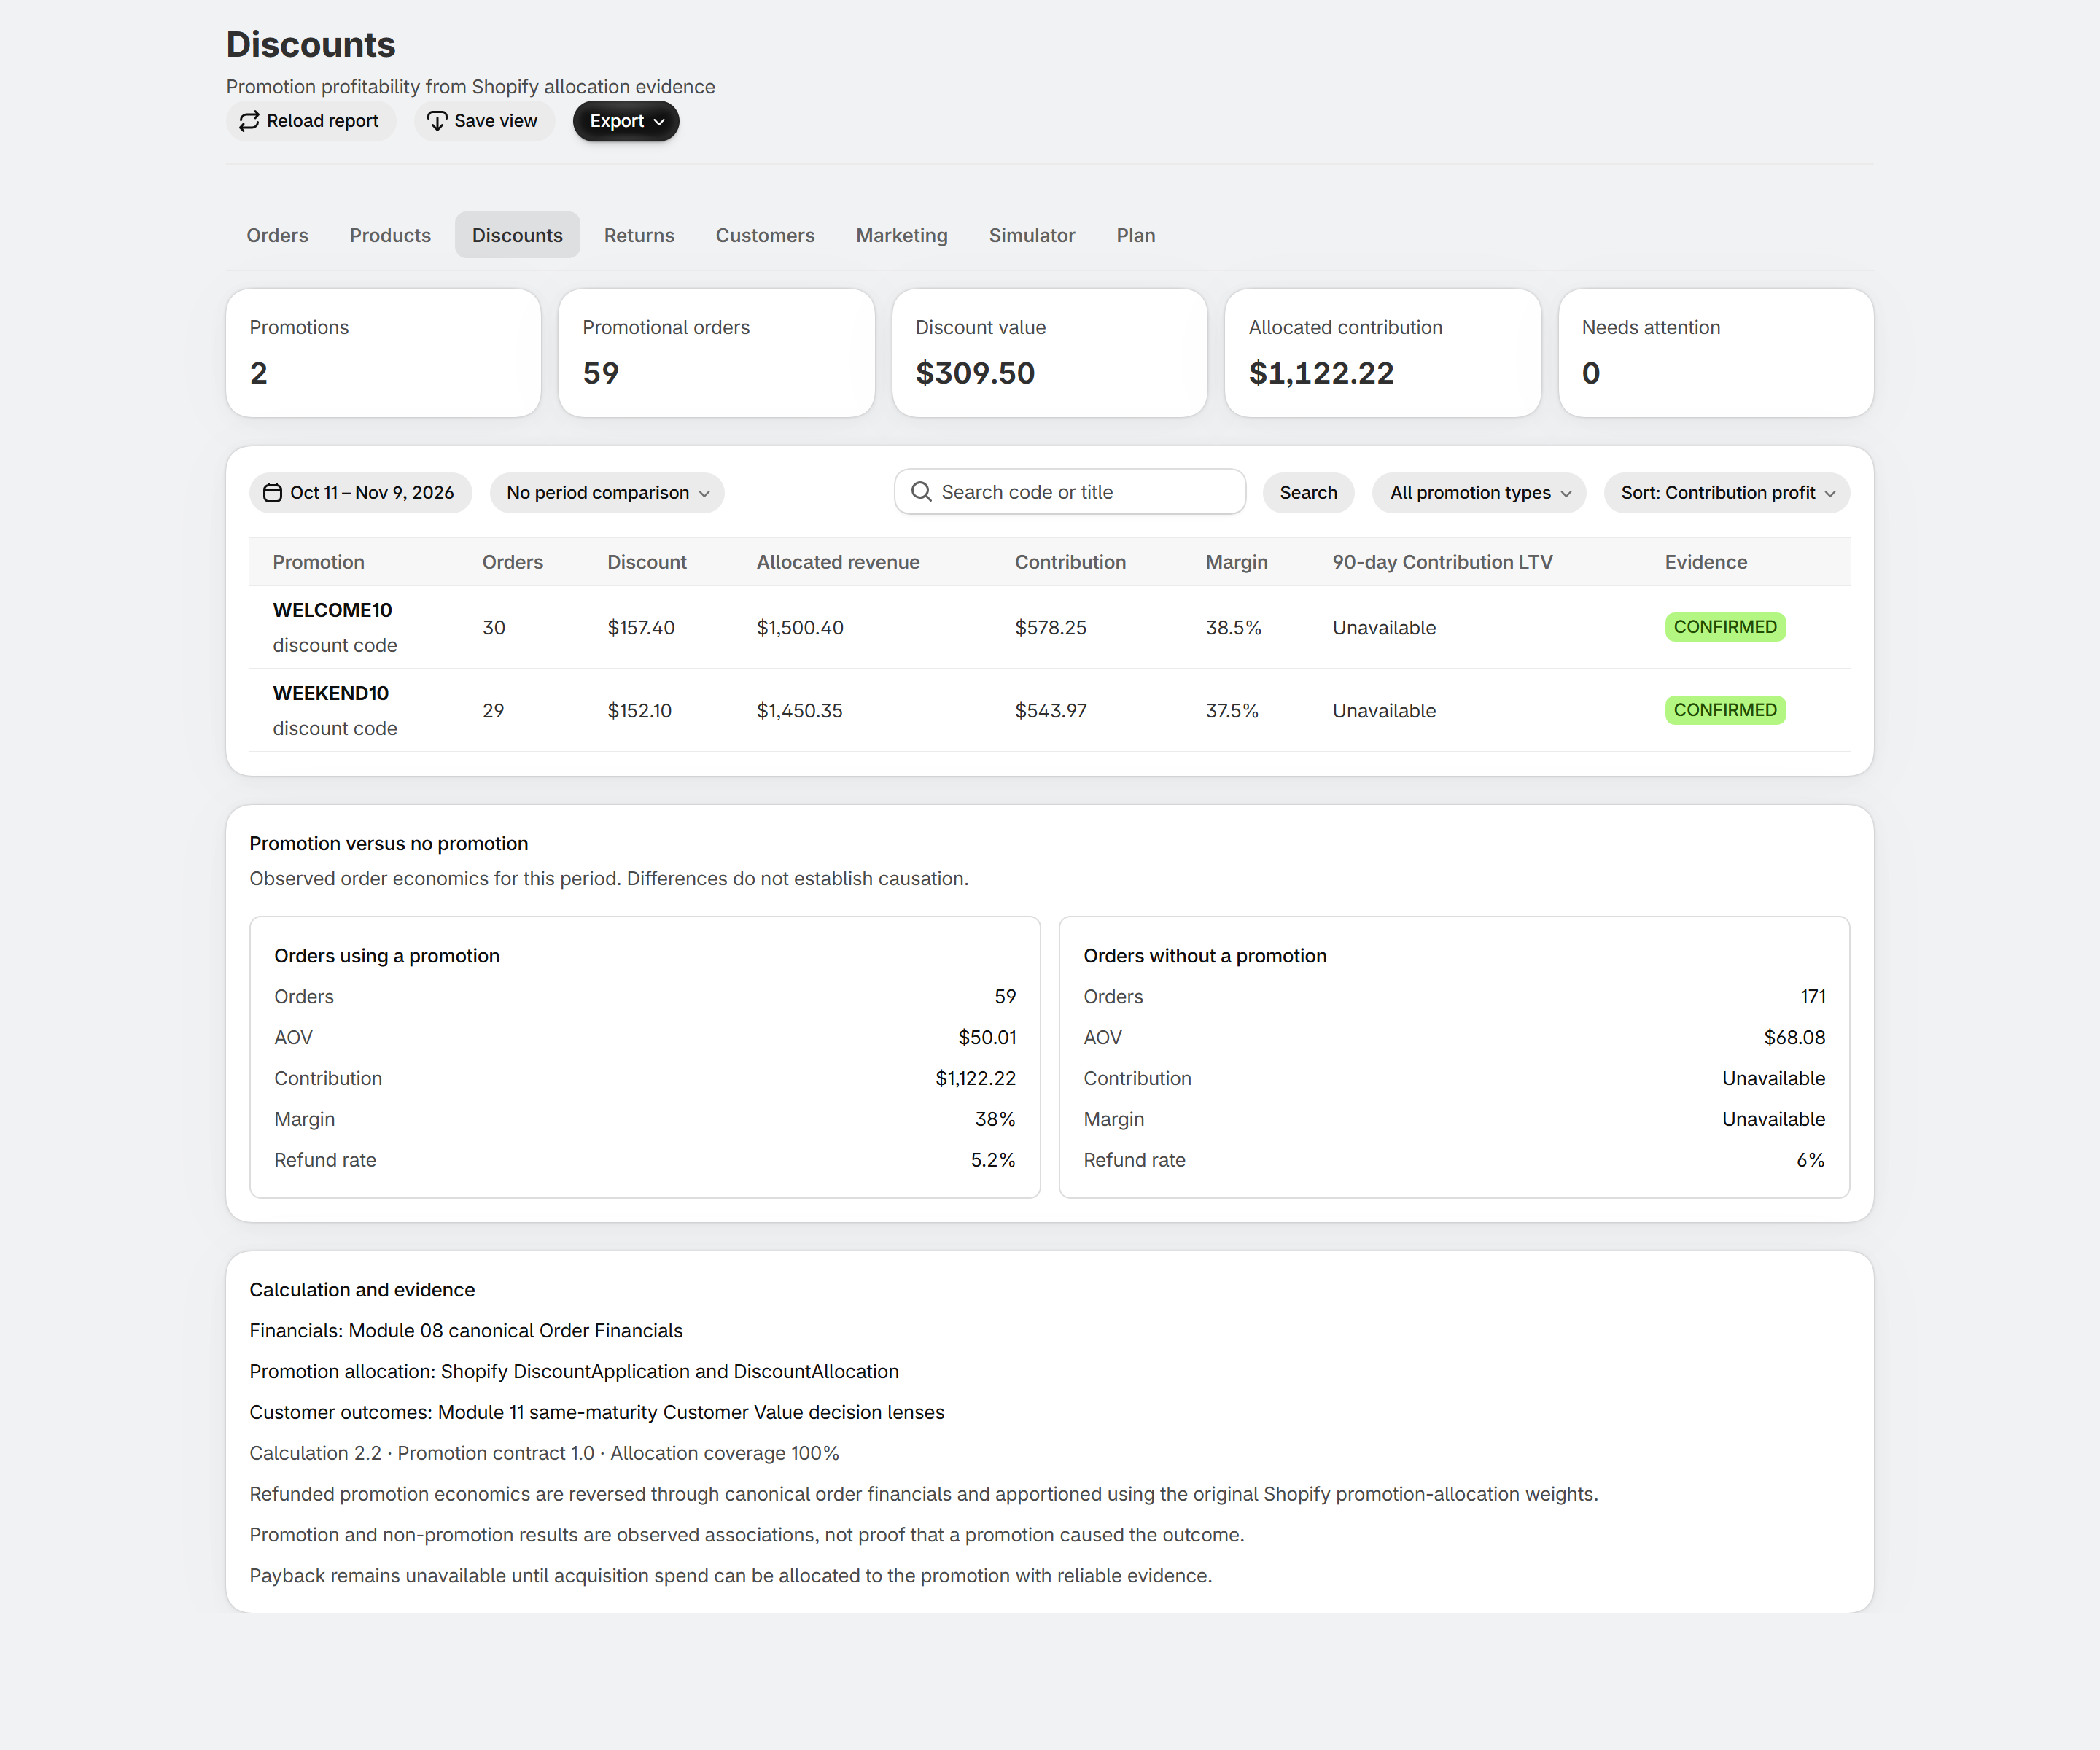 Discounts
Promotion profitability from Shopify allocation evidence
Reload report Save view Export
Orders Products Discounts Returns Customers Marketing Simulator Plan
Promotions Promotional orders Discount value Allocated contribution Needs attention
2 59 $309.50 $1,122.22 0
Oct 11 – Nov 9, 2026 No period comparison Search code or title Search All promotion types Sort: Contribution profit
Promotion Orders Discount Allocated revenue Contribution Margin 90-day Contribution LTV Evidence
WELCOME10
discount code 30 $157.40 $1,500.40 $578.25 38.5% Unavailable CONFIRMED
WEEKEND10
discount code 29 $152.10 $1,450.35 $543.97 37.5% Unavailable CONFIRMED
Promotion versus no promotion
Observed order economics for this period. Differences do not establish causation.
Orders using a promotion
Orders 59
AOV $50.01
Contribution $1,122.22
Margin 38%
Refund rate 5.2%
Orders without a promotion
Orders 171
AOV $68.08
Contribution Unavailable
Margin Unavailable
Refund rate 6%
Calculation and evidence
Financials: Module 08 canonical Order Financials
Promotion allocation: Shopify DiscountApplication and DiscountAllocation
Customer outcomes: Module 11 same-maturity Customer Value decision lenses
Calculation 2.2 · Promotion contract 1.0 · Allocation coverage 100%
Refunded promotion economics are reversed through canonical order financials and apportioned using the original Shopify promotion-allocation weights.
Promotion and non-promotion results are observed associations, not proof that a promotion caused the outcome.
Payback remains unavailable until acquisition spend can be allocated to the promotion with reliable evidence.